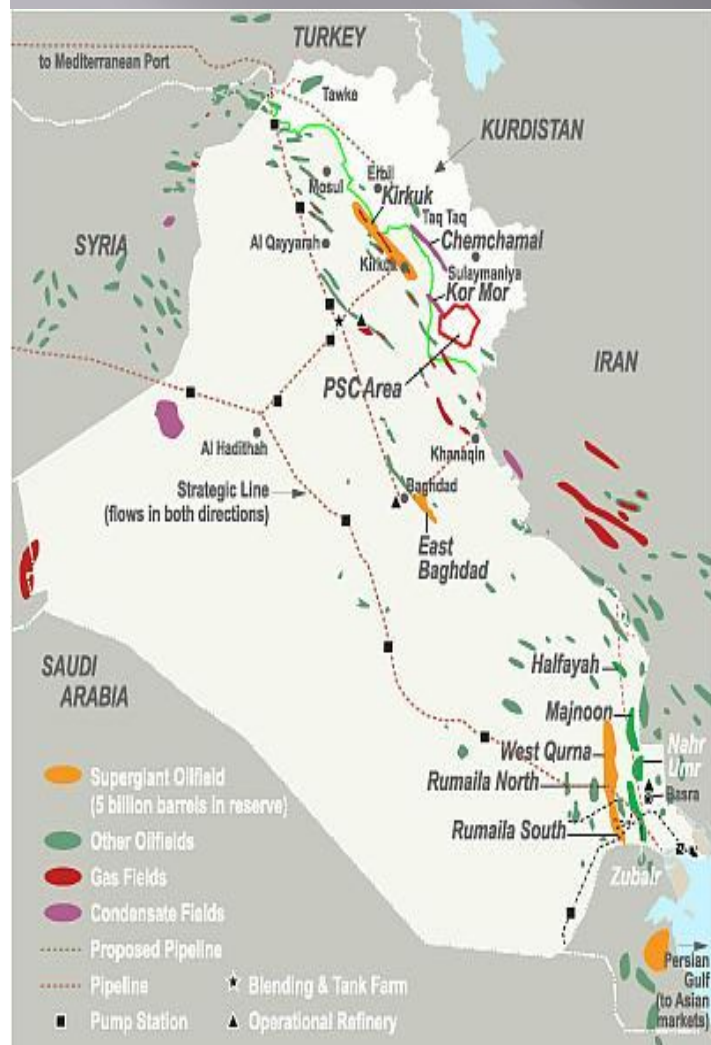 TURKEY
to Mediterranean Port
Tawke
KURDISTAN
Mosul
Erbil
Kirkuk
Taq Taq
SYRIA
Al Qayyarah
Chemchamal
Kirkuk
Sulaymaniya
Kor Mor
IRAN
PSC Area
Al Hadithah
Khanaqin
Strategic Line
(flows in both directions)
Baghdad
East
Baghdad
SAUDI
ARABIA
Halfayah
Majnoon
West Qurna
Nahr
Umr
Rumaila North
Basra
Rumaila South
Zubair
Supergiant Oilfield
(5 billion barrels in reserve)
Other Oilfields
Gas Fields
Condensate Fields
Proposed Pipeline
Pipeline
Blending & Tank Farm
Pump Station
Operational Refinery
Persian
Gulf
(to Asian
markets)